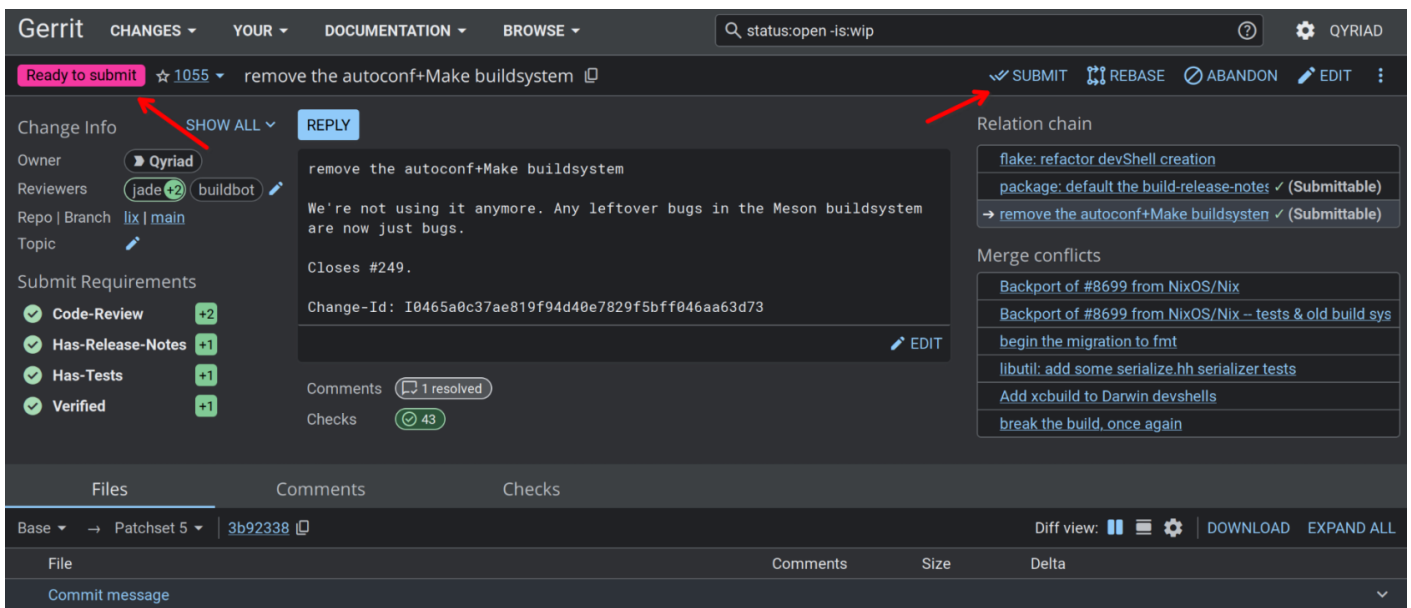 Gerrit CHANGES YOUR DOCUMENTATION BROWSE status:open -is:wip QYRIAD
Ready to submit 1055 remove the autoconf+Make buildsystem SUBMIT REBASE ABANDON EDIT
Change Info SHOW ALL
Owner Qyriad
Reviewers jade +2 buildbot
Repo | Branch lix | main
Topic
Submit Requirements
Code-Review +2
Has-Release-Notes +1
Has-Tests +1
Verified +1
REPLY
remove the autoconf+Make buildsystem
We're not using it anymore. Any leftover bugs in the Meson buildsystem
are now just bugs.
Closes #249.
Change-Id: I0465a0c37ae819f94d40e7829f5bff046aa63d73
EDIT
Comments 1 resolved
Checks 43
Relation chain
flake: refactor devShell creation
package: default the build-release-notes ✓ (Submittable)
→ remove the autoconf+Make buildsystem ✓ (Submittable)
Merge conflicts
Backport of #8699 from NixOS/Nix
Backport of #8699 from NixOS/Nix -- tests & old build sys
begin the migration to fmt
libutil: add some serialize.hh serializer tests
Add xcbuild to Darwin devshells
break the build, once again
Files Comments Checks
Base → Patchset 5 3b92338 Diff view: DOWNLOAD EXPAND ALL
File Comments Size Delta
Commit message